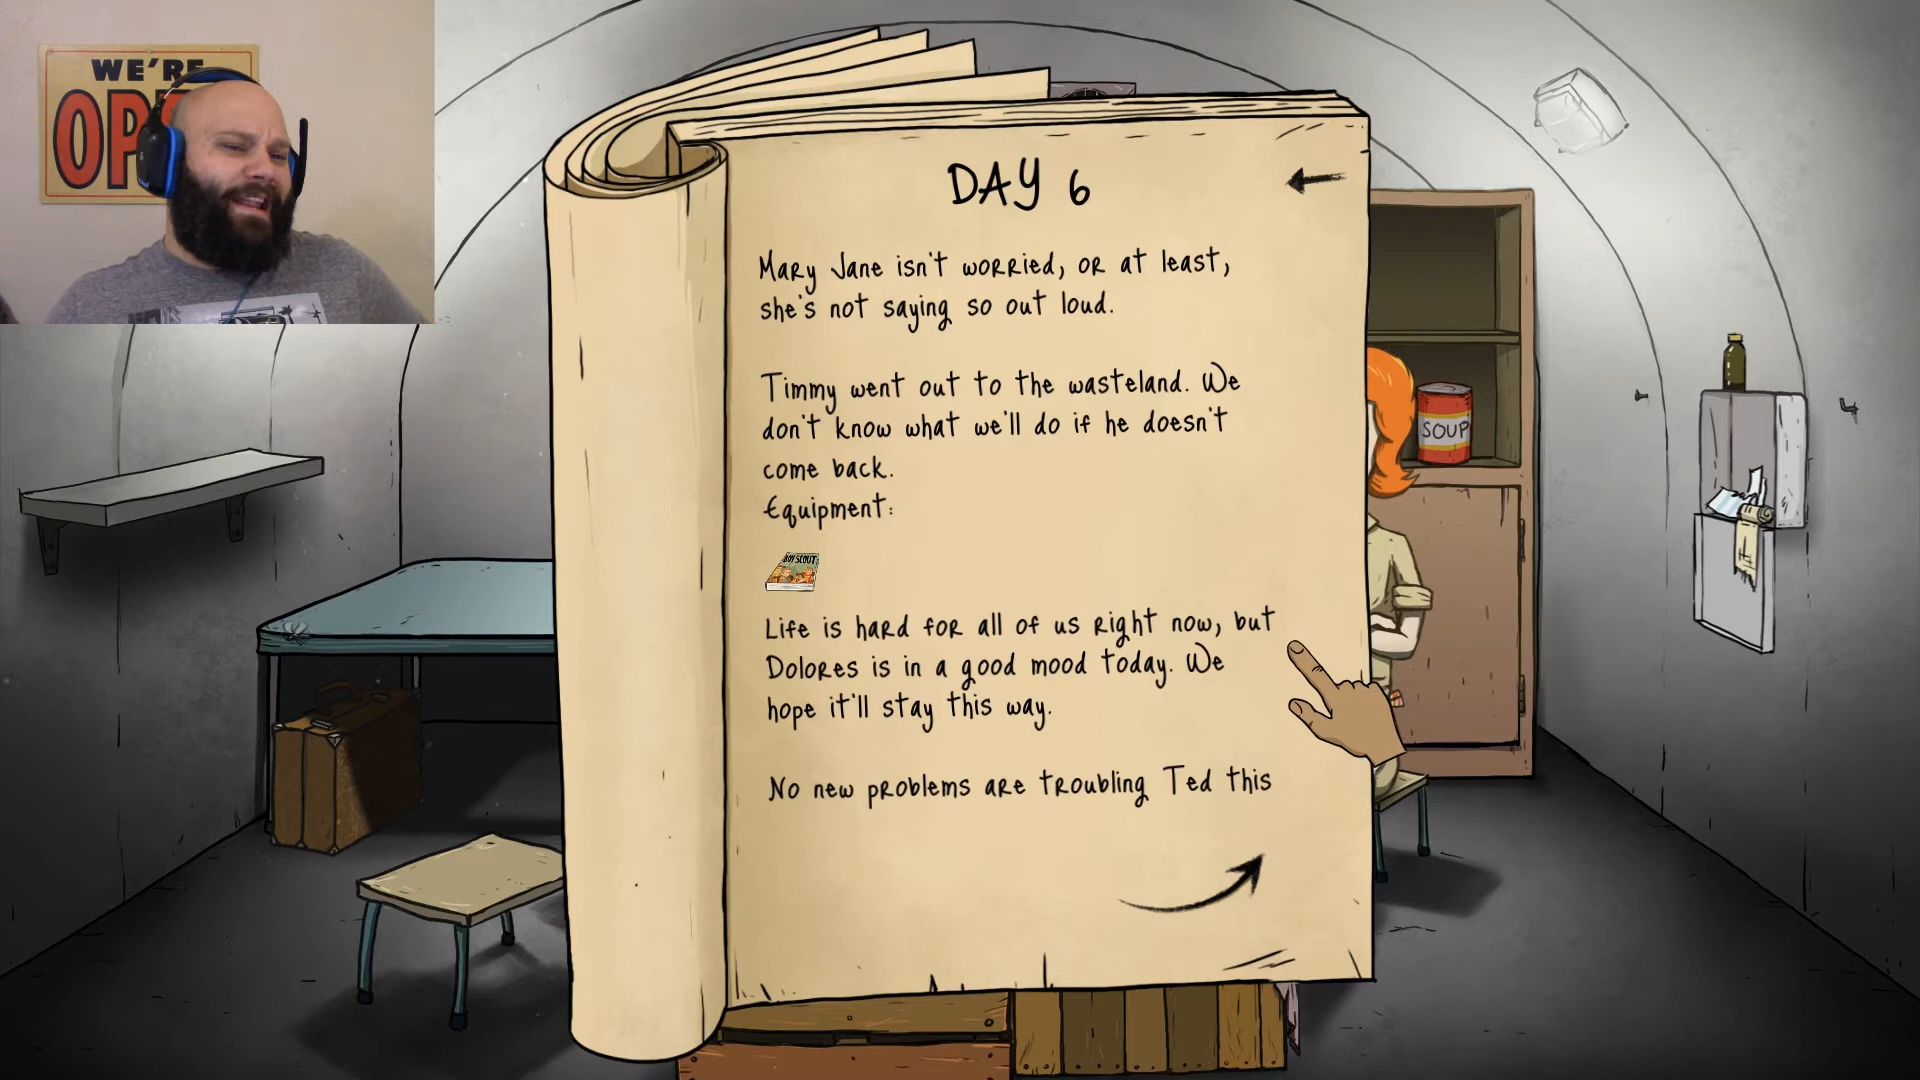 WE'RE
OP
DAY 6
Mary Jane isn't worried, or at least,
she's not saying so out loud.
Timmy went out to the wasteland. We
don't know what we'll do if he doesn't
come back.
Equipment:
BOY SCOUT
Life is hard for all of us right now, but
Dolores is in a good mood today. We
hope it'll stay this way.
No new problems are troubling Ted this
SOUP